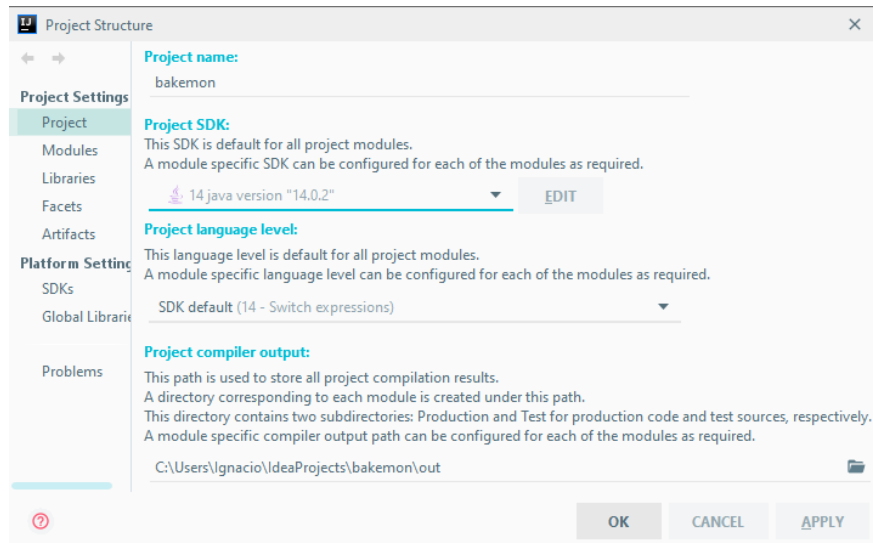 IJ
Project Structure
Project Settings
Project
Modules
Libraries
Facets
Artifacts
Platform Setting
SDKs
Global Librarie
Problems
Project name:
bakemon
Project SDK:
This SDK is default for all project modules.
A module specific SDK can be configured for each of the modules as required.
14 java version "14.0.2"
EDIT
Project language level:
This language level is default for all project modules.
A module specific language level can be configured for each of the modules as required.
SDK default (14 - Switch expressions)
Project compiler output:
This path is used to store all project compilation results.
A directory corresponding to each module is created under this path.
This directory contains two subdirectories: Production and Test for production code and test sources, respectively.
A module specific compiler output path can be configured for each of the modules as required.
C:\Users\Ignacio\IdeaProjects\bakemon\out
?
OK
CANCEL
APPLY